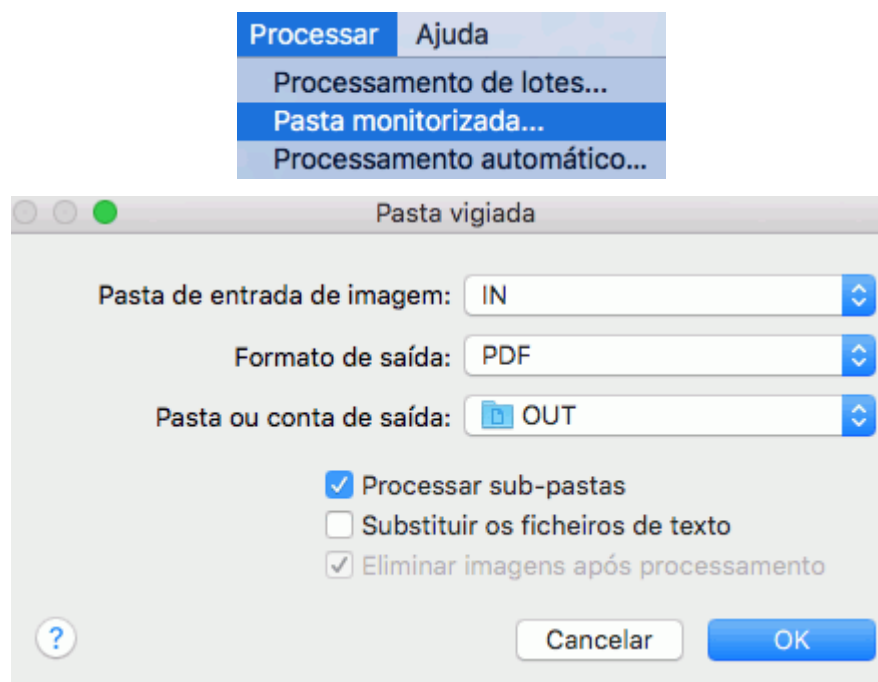 Processar Ajuda
Processamento de lotes...
Pasta monitorizada...
Processamento automático...
Pasta vigiada
Pasta de entrada de imagem: IN
Formato de saída: PDF
Pasta ou conta de saída: OUT
Processar sub-pastas
Substituir os ficheiros de texto
Eliminar imagens após processamento
? Cancelar OK